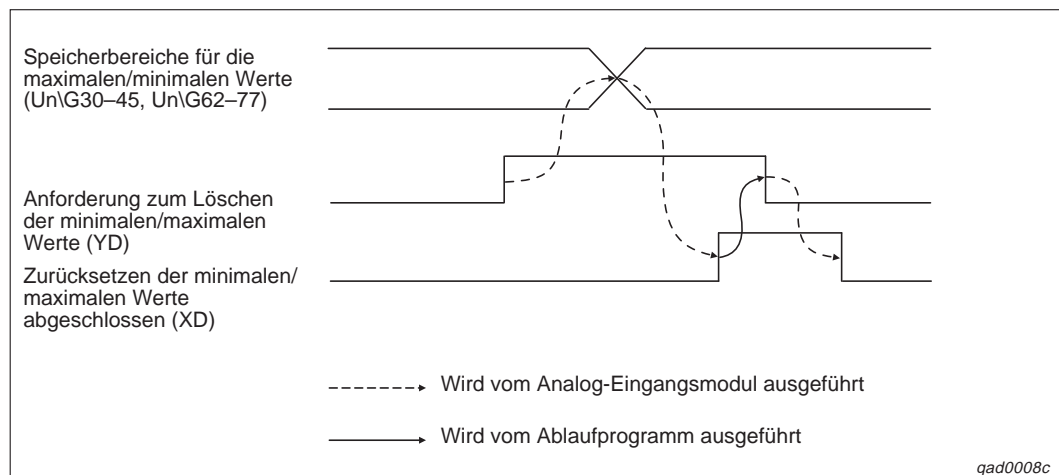 Speicherbereiche für die
maximalen/minimalen Werte
(Un\G30–45, Un\G62–77)
Anforderung zum Löschen
der minimalen/maximalen
Werte (YD)
Zurücksetzen der minimalen/
maximalen Werte
abgeschlossen (XD)
Wird vom Analog-Eingangsmodul ausgeführt
Wird vom Ablaufprogramm ausgeführt
qad0008c